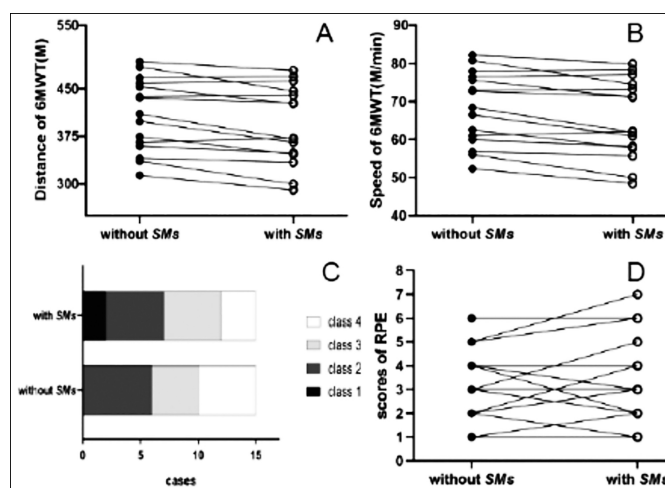 A
Distance of 6MWT(M)
550
450
375
300
without SMs
with SMs
B
Speed of 6MWT(M/min)
90
80
70
60
50
40
without SMs
with SMs
C
with SMs
without SMs
0
5
10
15
cases
class 4
class 3
class 2
class 1
D
scores of RPE
8
7
6
5
4
3
2
1
0
without SMs
with SMs